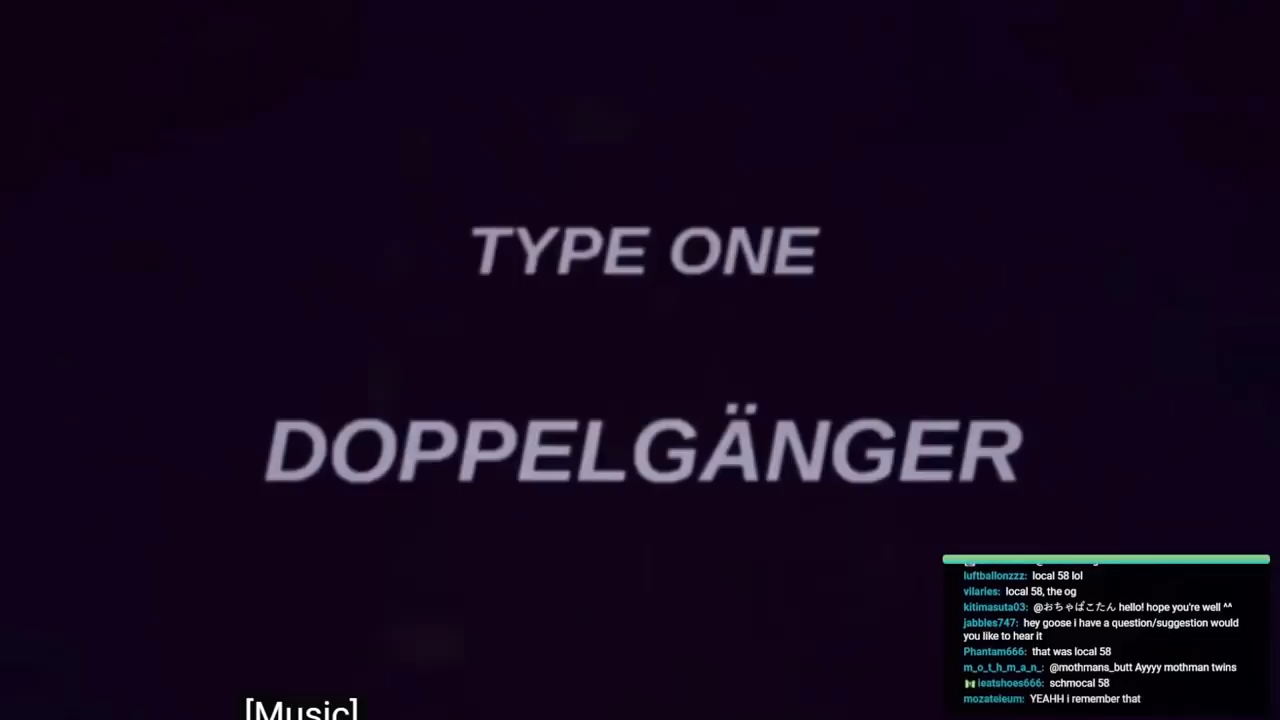 TYPE ONE
DOPPELGÄNGER
luftballonzzz: local 58 lol
vilaries: local 58, the og
kitimasuta03: @おちゃぱこたん hello! hope you're well ^^
jabbles747: hey goose i have a question/suggestion would
you like to hear it
Phantam666: that was local 58
m_o_t_h_m_a_n_: @mothmans_butt Ayyyy mothman twins
ieatshoes666: schmocal 58
mozateleum: YEAHH i remember that
[Music]